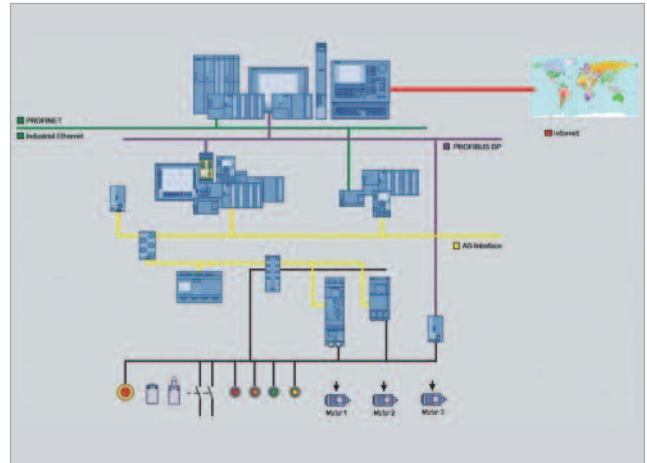 PROFINET
Industrial Ethernet
Internet
PROFIBUS DP
AS-Interface
Motor 1
Motor 2
Motor 3